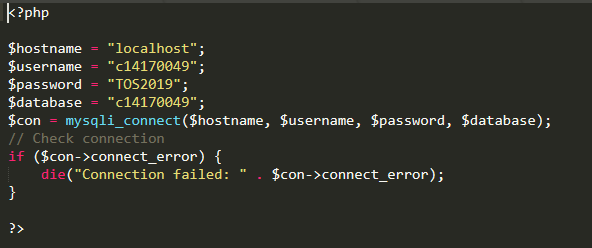 <?php
$hostname = "localhost";
$username = "c14170049";
$password = "TOS2019";
$database = "c14170049";
$con = mysqli_connect($hostname, $username, $password, $database);
// Check connection
if ($con->connect_error) {
    die("Connection failed: " . $con->connect_error);
}
?>